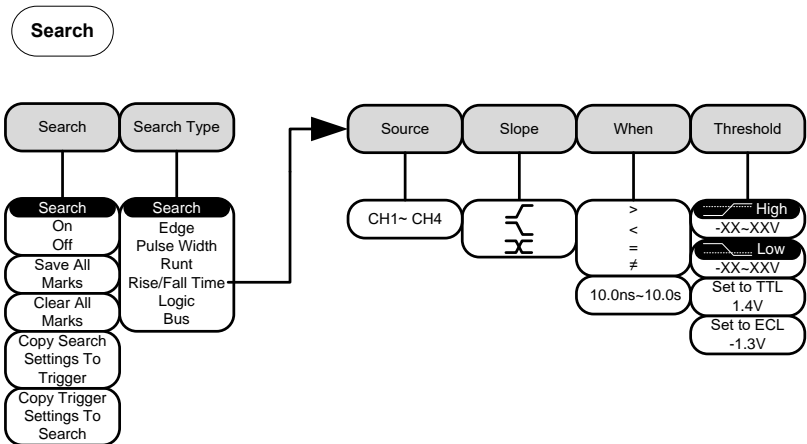 Search
Search
Search
On
Off
Save All
Marks
Clear All
Marks
Copy Search
Settings To
Trigger
Copy Trigger
Settings To
Search
Search Type
Search
Edge
Pulse Width
Runt
Rise/Fall Time
Logic
Bus
Source
CH1~ CH4
Slope
When
>
<
=
≠
10.0ns~10.0s
Threshold
High
-XX~XXV
Low
-XX~XXV
Set to TTL
1.4V
Set to ECL
-1.3V